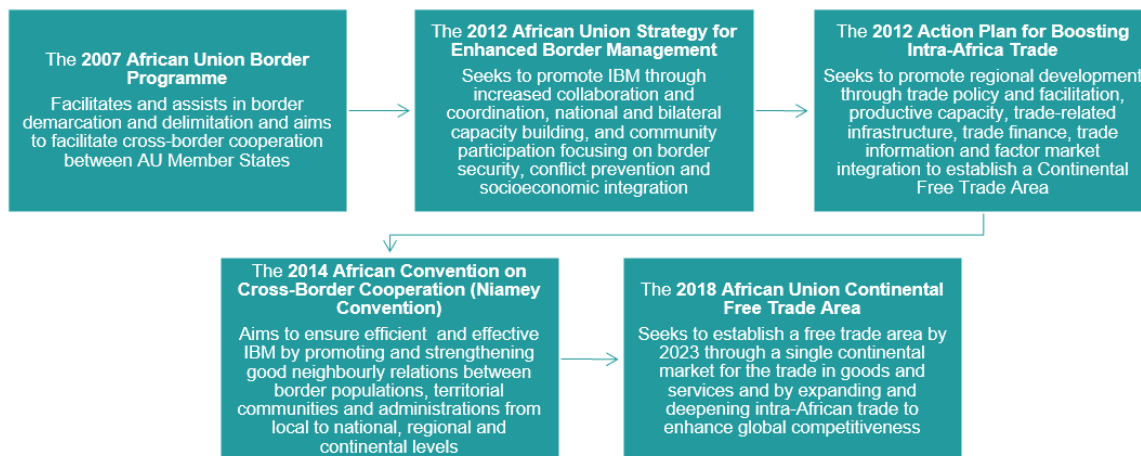 The 2007 African Union Border
Programme
Facilitates and assists in border
demarcation and delimitation and aims
to facilitate cross-border cooperation
between AU Member States
The 2012 African Union Strategy for
Enhanced Border Management
Seeks to promote IBM through
increased collaboration and
coordination, national and bilateral
capacity building, and community
participation focusing on border
security, conflict prevention and
socioeconomic integration
The 2012 Action Plan for Boosting
Intra-Africa Trade
Seeks to promote regional development
through trade policy and facilitation,
productive capacity, trade-related
infrastructure, trade finance, trade
information and factor market
integration to establish a Continental
Free Trade Area
The 2014 African Convention on
Cross-Border Cooperation (Niamey
Convention)
Aims to ensure efficient and effective
IBM by promoting and strengthening
good neighbourly relations between
border populations, territorial
communities and administrations from
local to national, regional and
continental levels
The 2018 African Union Continental
Free Trade Area
Seeks to establish a free trade area by
2023 through a single continental
market for the trade in goods and
services and by expanding and
deepening intra-African trade to
enhance global competitiveness